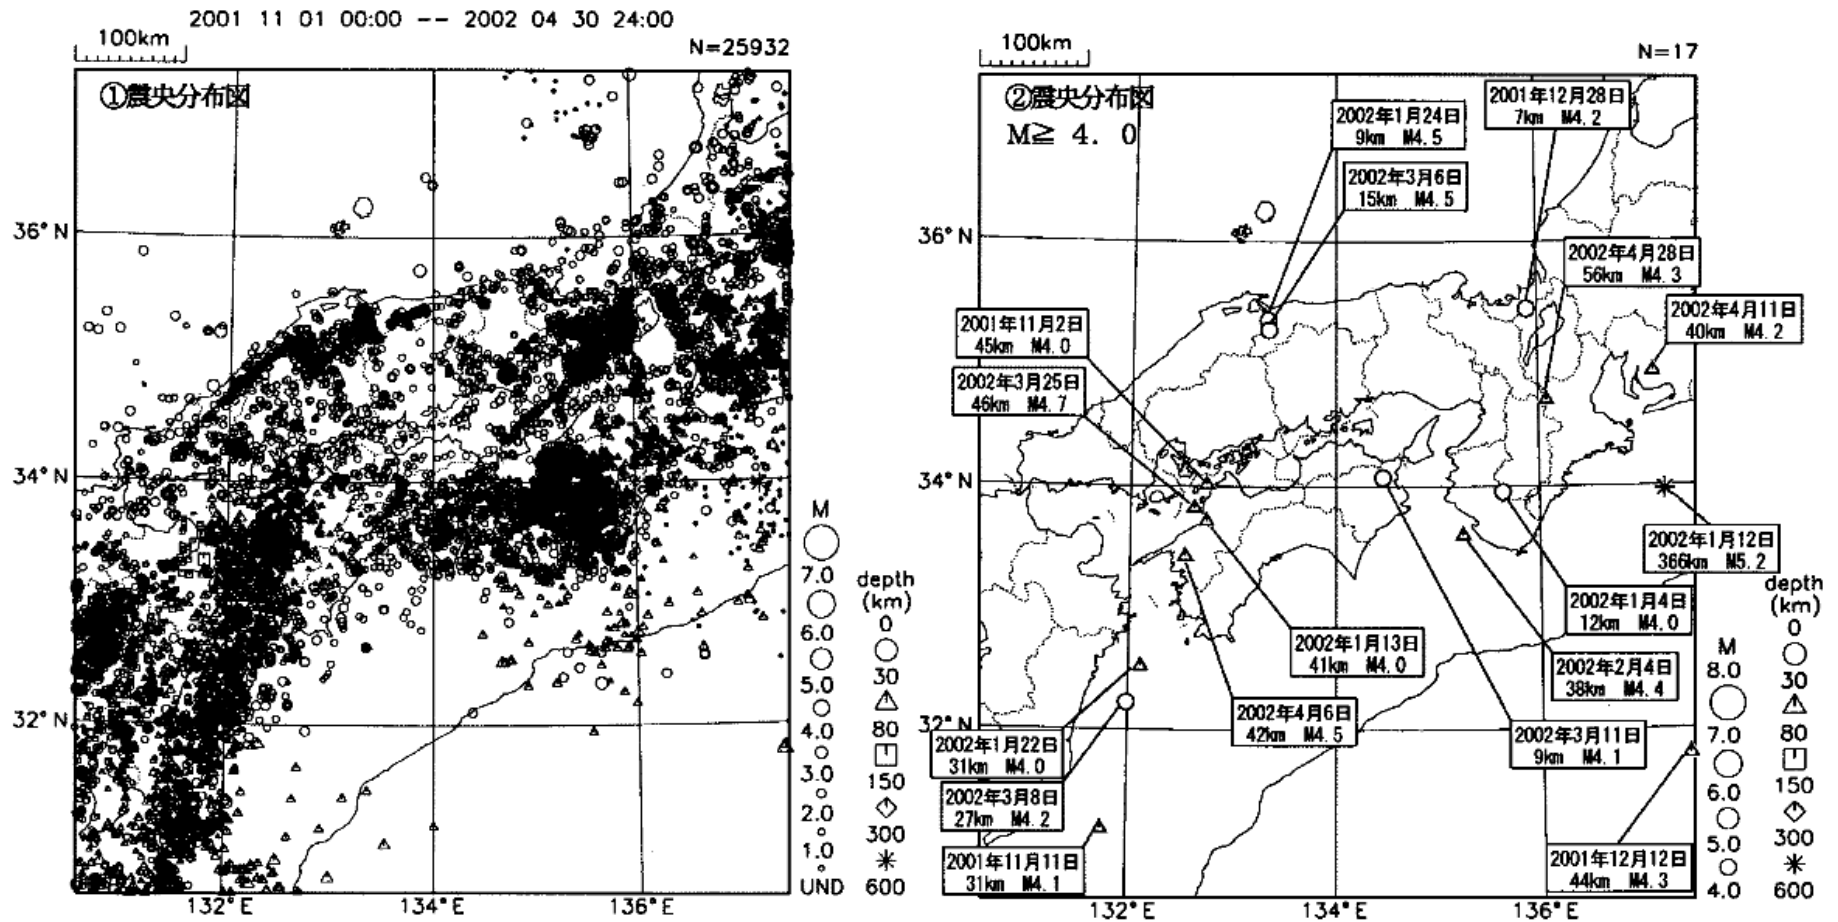 2001 11 01 00:00 -- 2002 04 30 24:00
100km
N=25932
①震央分布図
36°N
34°N
32°N
132°E
134°E
136°E
M
7.0
6.0
5.0
4.0
3.0
2.0
1.0
UND
depth
(km)
0
30
80
150
300
600
100km
N=17
②震央分布図
M≧ 4. 0
2002年1月24日
9km M4.5
2001年12月28日
7km M4.2
2002年3月6日
15km M4.5
36°N
2002年4月28日
56km M4.3
2002年4月11日
40km M4.2
2001年11月2日
45km M4.0
2002年3月25日
46km M4.7
34°N
2002年1月12日
366km M5.2
2002年1月4日
12km M4.0
2002年1月13日
41km M4.0
2002年2月4日
38km M4.4
2002年4月6日
42km M4.5
2002年3月11日
9km M4.1
32°N
2002年1月22日
31km M4.0
2002年3月8日
27km M4.2
2001年11月11日
31km M4.1
2001年12月12日
44km M4.3
132°E
134°E
136°E
M
8.0
7.0
6.0
5.0
4.0
depth
(km)
0
30
80
150
300
600